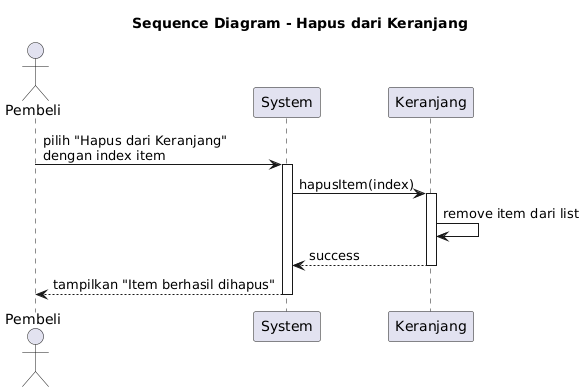 Sequence Diagram - Hapus dari Keranjang
Pembeli
System
Keranjang
pilih "Hapus dari Keranjang"
dengan index item
hapusItem(index)
remove item dari list
success
tampilkan "Item berhasil dihapus"
Pembeli
System
Keranjang